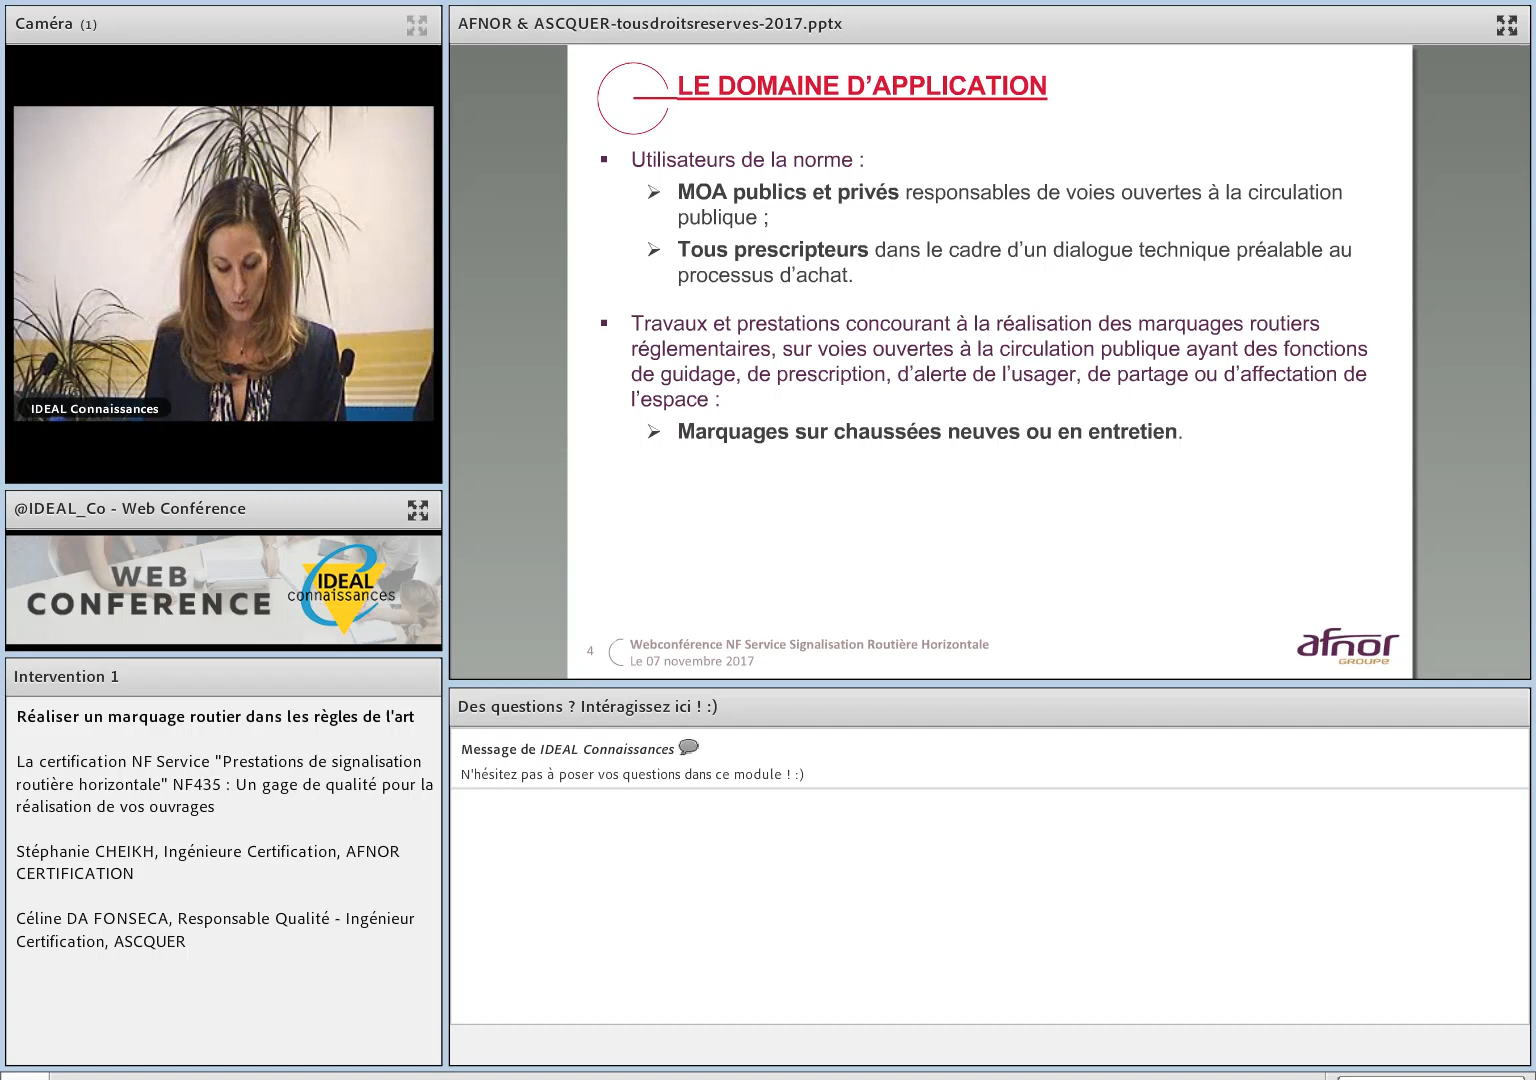 Caméra (1)
IDEAL Connaissances
@IDEAL_Co - Web Conférence
WEB
CONFERENCE
IDEAL
connaissances
Intervention 1
Réaliser un marquage routier dans les règles de l'art
La certification NF Service "Prestations de signalisation
routière horizontale" NF435 : Un gage de qualité pour la
réalisation de vos ouvrages
Stéphanie CHEIKH, Ingénieure Certification, AFNOR
CERTIFICATION
Céline DA FONSECA, Responsable Qualité - Ingénieur
Certification, ASCQUER
AFNOR & ASCQUER-tousdroitsreserves-2017.pptx
LE DOMAINE D’APPLICATION
▪ Utilisateurs de la norme :
➢ MOA publics et privés responsables de voies ouvertes à la circulation
publique ;
➢ Tous prescripteurs dans le cadre d’un dialogue technique préalable au
processus d’achat.
▪ Travaux et prestations concourant à la réalisation des marquages routiers
réglementaires, sur voies ouvertes à la circulation publique ayant des fonctions
de guidage, de prescription, d’alerte de l’usager, de partage ou d’affectation de
l’espace :
➢ Marquages sur chaussées neuves ou en entretien.
4
Webconférence NF Service Signalisation Routière Horizontale
Le 07 novembre 2017
afnor
GROUPE
Des questions ? Intéragissez ici ! :)
Message de IDEAL Connaissances
N'hésitez pas à poser vos questions dans ce module ! :)